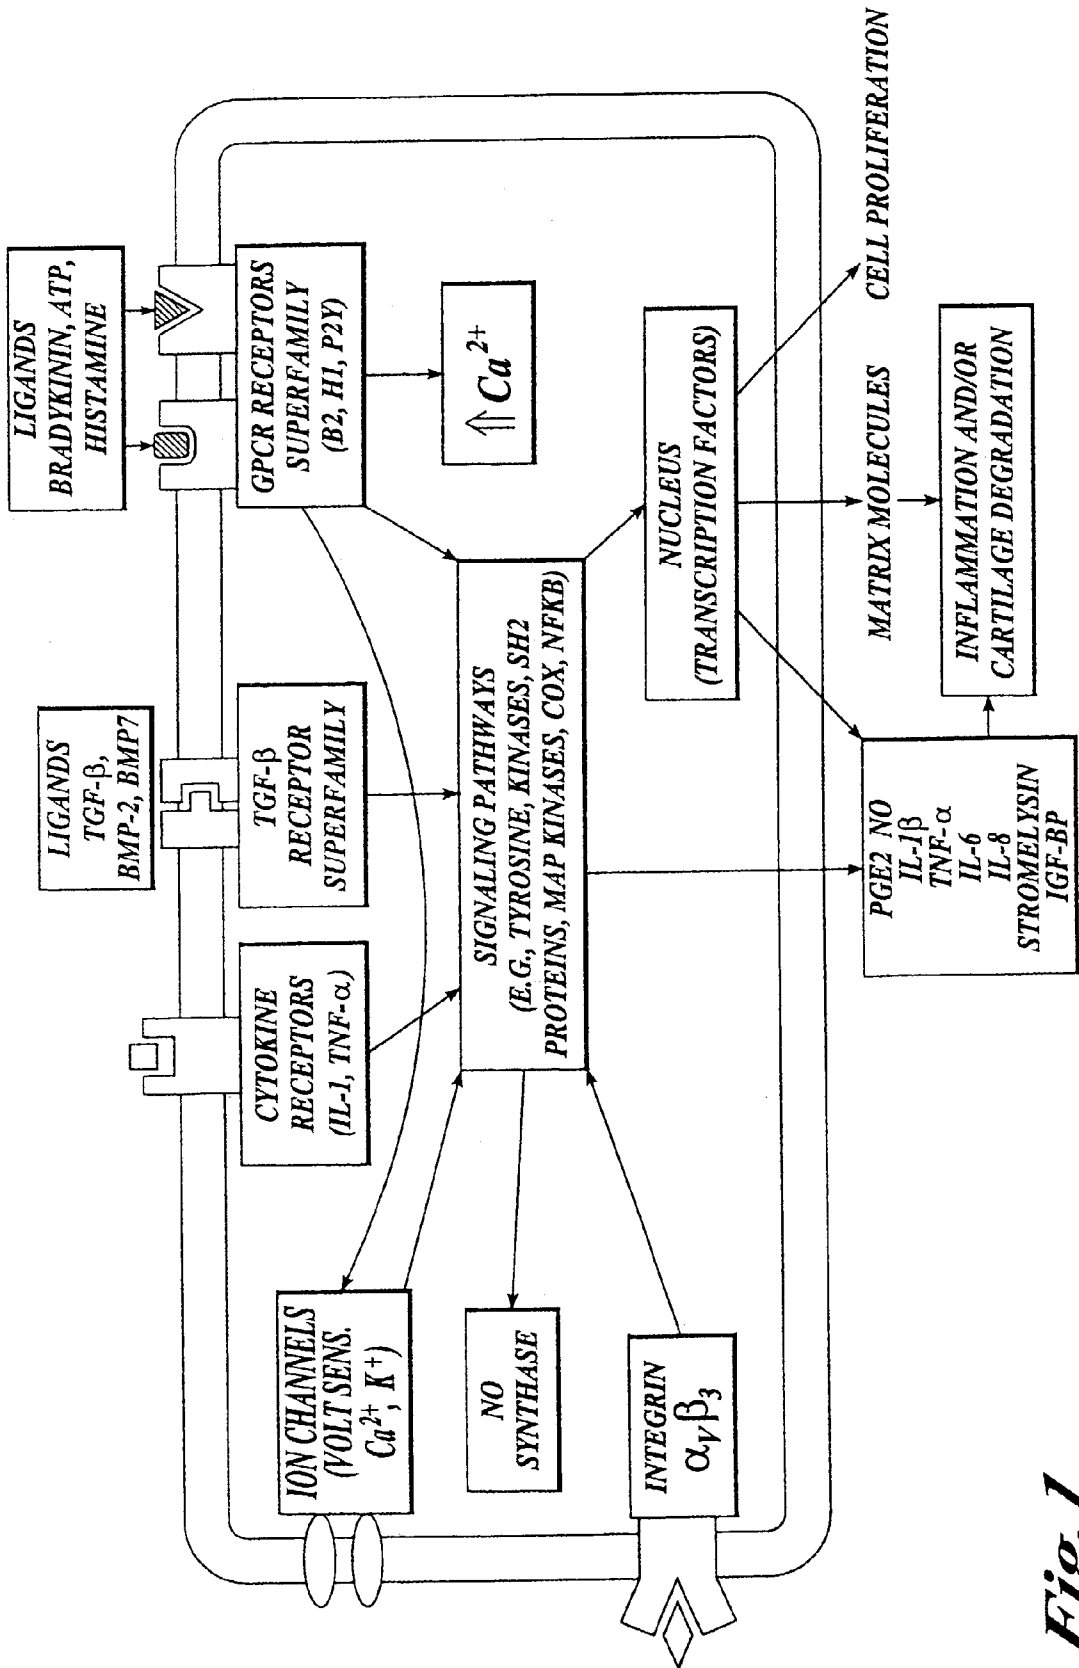 LIGANDS
BRADYKININ, ATP,
HISTAMINE
LIGANDS
TGF-β,
BMP-2, BMP7
GPCR RECEPTORS
SUPERFAMILY
(B2, H1, P2Y)
TGF-β
RECEPTOR
SUPERFAMILY
CYTOKINE
RECEPTORS
(IL-1, TNF-α)
ION CHANNELS
(VOLT SENS.
Ca²⁺, K⁺)
⇑ Ca²⁺
SIGNALING PATHWAYS
(E.G., TYROSINE, KINASES, SH2
PROTEINS, MAP KINASES, COX, NFKB)
NO
SYNTHASE
NUCLEUS
(TRANSCRIPTION FACTORS)
INTEGRIN
αVβ3
CELL PROLIFERATION
MATRIX MOLECULES
INFLAMMATION AND/OR
CARTILAGE DEGRADATION
PGE2 NO
IL-1β
TNF-α
IL-6
IL-8
STROMELYSIN
IGF-BP
Fig. 1